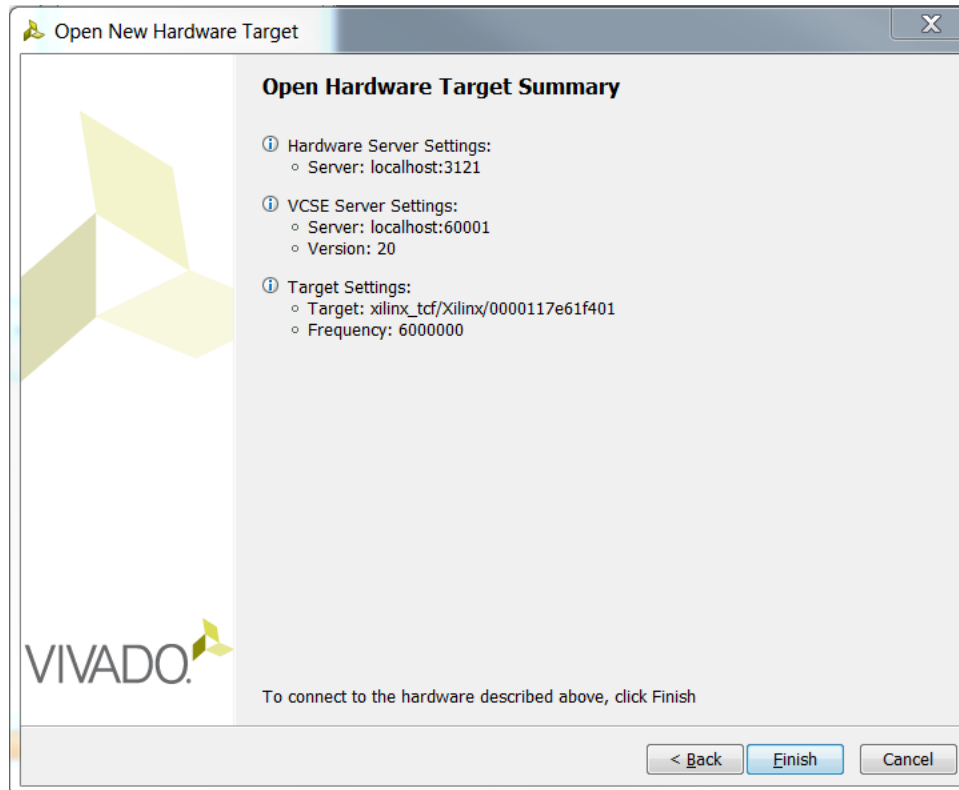 Open New Hardware Target
X
Open Hardware Target Summary
Hardware Server Settings:
Server: localhost:3121
VCSE Server Settings:
Server: localhost:60001
Version: 20
Target Settings:
Target: xilinx_tcf/Xilinx/0000117e61f401
Frequency: 6000000
VIVADO.
To connect to the hardware described above, click Finish
< Back Finish Cancel